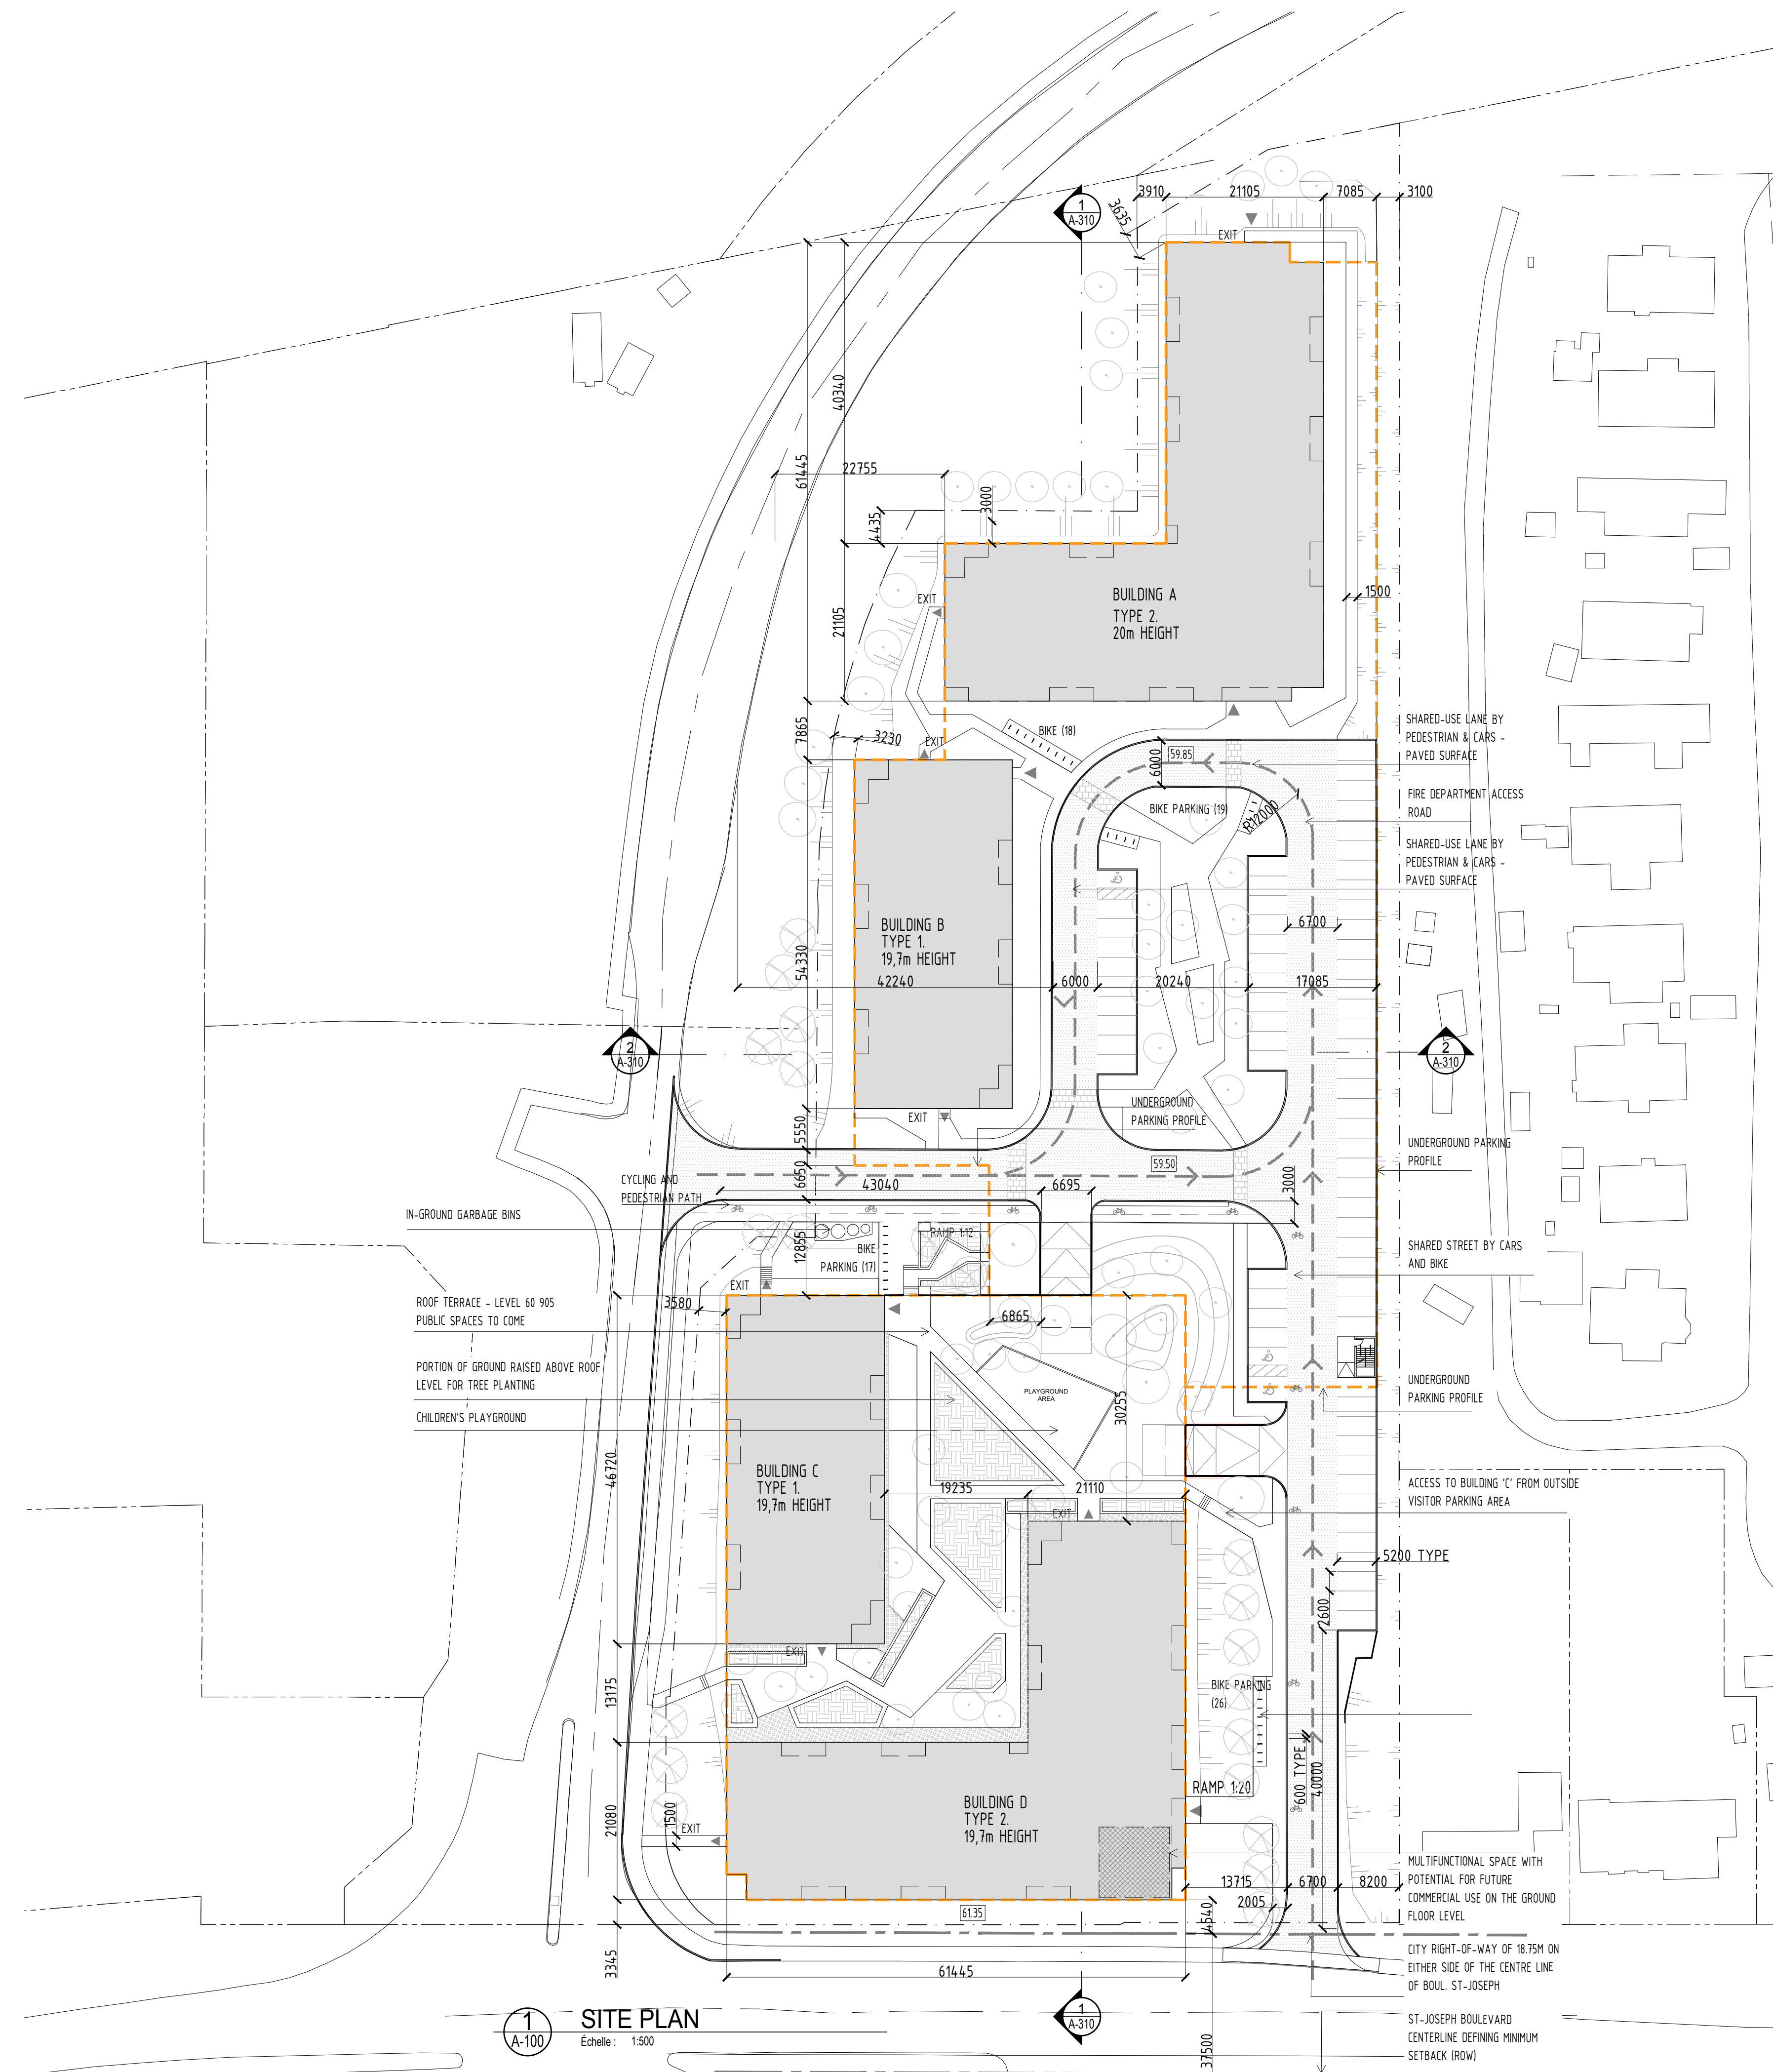 1
A-310
3910
21105
7085
3100
3635
EXIT
40340
61445
22755
3000
4435
BUILDING A
TYPE 2.
20m HEIGHT
1500
EXIT
21105
SHARED-USE LANE BY
PEDESTRIAN & CARS -
PAVED SURFACE
BIKE (18)
7865
3230
EXIT
6000
59.85
FIRE DEPARTMENT ACCESS
ROAD
BIKE PARKING (19)
R12000
SHARED-USE LANE BY
PEDESTRIAN & CARS -
PAVED SURFACE
6700
BUILDING B
TYPE 1.
19,7m HEIGHT
54330
42240
6000
20240
17085
2
A-310
2
A-310
UNDERGROUND
PARKING PROFILE
EXIT
5550
UNDERGROUND PARKING
PROFILE
59.50
6650
CYCLING AND
PEDESTRIAN PATH
43040
6695
3000
IN-GROUND GARBAGE BINS
RAMP 1:12
12855
BIKE
PARKING (17)
SHARED STREET BY CARS
AND BIKE
EXIT
ROOF TERRACE - LEVEL 60 905
PUBLIC SPACES TO COME
3580
6865
PORTION OF GROUND RAISED ABOVE ROOF
LEVEL FOR TREE PLANTING
PLAYGROUND
AREA
30255
UNDERGROUND
PARKING PROFILE
CHILDREN'S PLAYGROUND
46720
BUILDING C
TYPE 1.
19,7m HEIGHT
19235
21110
ACCESS TO BUILDING 'C' FROM OUTSIDE
VISITOR PARKING AREA
EXIT
5200 TYPE
2600
EXIT
13175
BIKE PARKING
(26)
600 TYPE
40000
RAMP 1:20
BUILDING D
TYPE 2.
19,7m HEIGHT
21080
1500
EXIT
MULTIFUNCTIONAL SPACE WITH
POTENTIAL FOR FUTURE
COMMERCIAL USE ON THE GROUND
FLOOR LEVEL
13715
6700
8200
2005
61.35
4540
3345
61445
CITY RIGHT-OF-WAY OF 18.75M ON
EITHER SIDE OF THE CENTRE LINE
OF BOUL. ST-JOSEPH
1
A-310
1
A-100
SITE PLAN
Échelle : 1:500
37500
ST-JOSEPH BOULEVARD
CENTERLINE DEFINING MINIMUM
SETBACK (ROW)